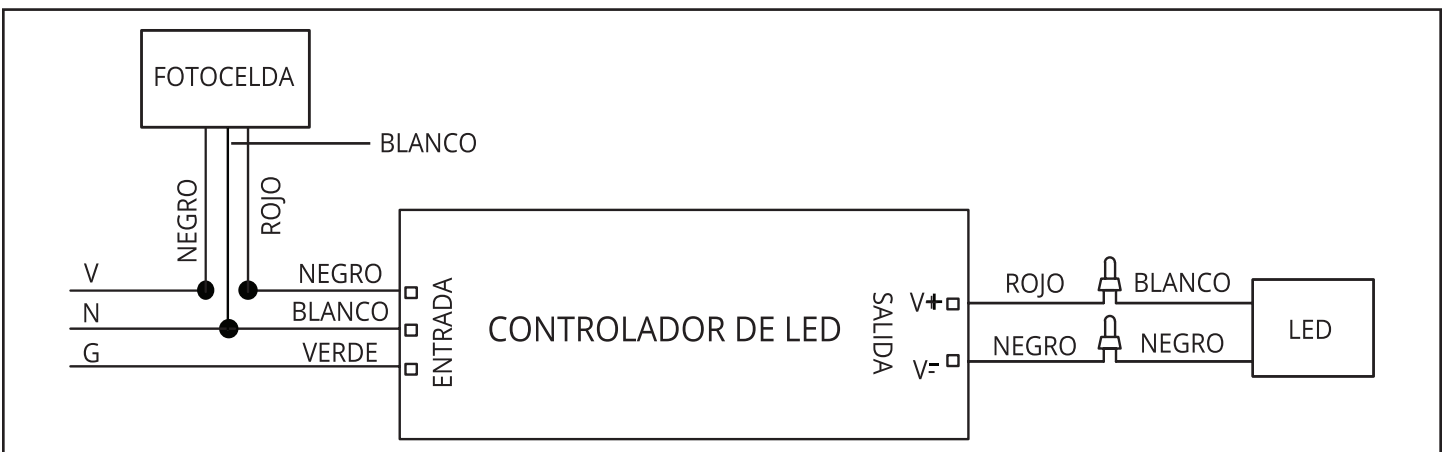 FOTOCELDA
BLANCO
NEGRO
ROJO
V
NEGRO
N
BLANCO
G
VERDE
ENTRADA
CONTROLADOR DE LED
SALIDA
V+
V-
ROJO
BLANCO
NEGRO
NEGRO
LED